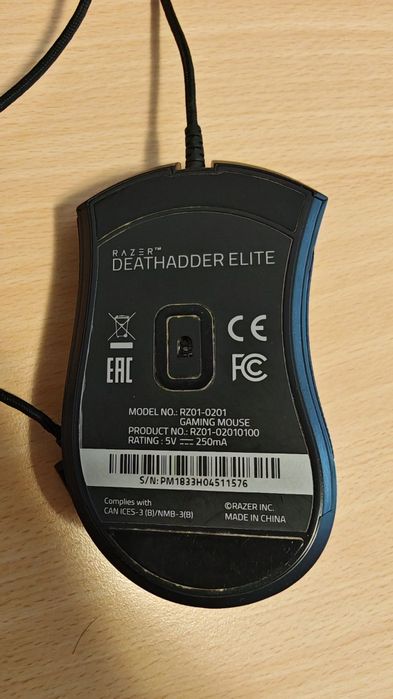 RAZER™
DEATHADDER ELITE
CE
EAC
FC
MODEL NO.: RZ01-0201
GAMING MOUSE
PRODUCT NO.: RZ01-02010100
RATING : 5V ⎓ 250mA
S/N: PM1833H04511576
Complies with
CAN ICES-3 (B)/NMB-3(B)
©RAZER INC.
MADE IN CHINA